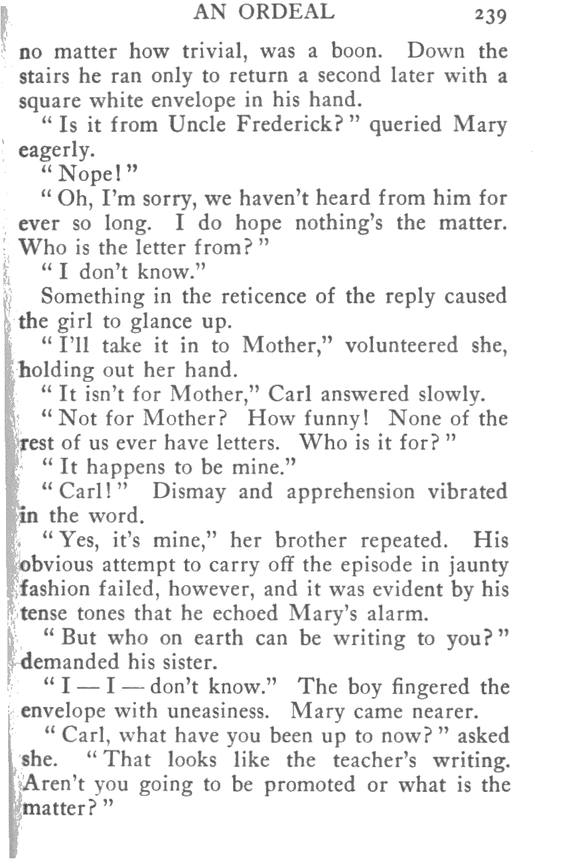 AN ORDEAL 239
no matter how trivial, was a boon. Down the
stairs he ran only to return a second later with a
square white envelope in his hand.
“ Is it from Uncle Frederick? ” queried Mary
eagerly.
“ Nope! ”
“ Oh, I'm sorry, we haven't heard from him for
ever so long. I do hope nothing's the matter.
Who is the letter from? ”
“ I don't know.”
Something in the reticence of the reply caused
the girl to glance up.
“ I'll take it in to Mother,” volunteered she,
holding out her hand.
“ It isn't for Mother,” Carl answered slowly.
“ Not for Mother? How funny! None of the
rest of us ever have letters. Who is it for? ”
“ It happens to be mine.”
“ Carl! ” Dismay and apprehension vibrated
in the word.
“ Yes, it's mine,” her brother repeated. His
obvious attempt to carry off the episode in jaunty
fashion failed, however, and it was evident by his
tense tones that he echoed Mary's alarm.
“ But who on earth can be writing to you? ”
demanded his sister.
“ I — I — don't know.” The boy fingered the
envelope with uneasiness. Mary came nearer.
“ Carl, what have you been up to now? ” asked
she. “ That looks like the teacher's writing.
Aren't you going to be promoted or what is the
matter? ”